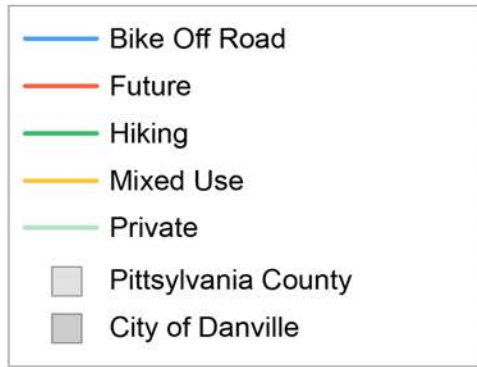 Bike Off Road
Future
Hiking
Mixed Use
Private
Pittsylvania County
City of Danville